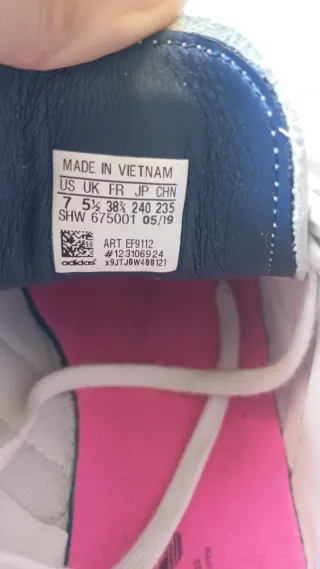 MADE IN VIETNAM
US UK FR JP CHN
7 5½ 38⅔ 240 235
SHW 675001 05/19
ART EF9112
#123106924
adidas x9JTJ0W400121